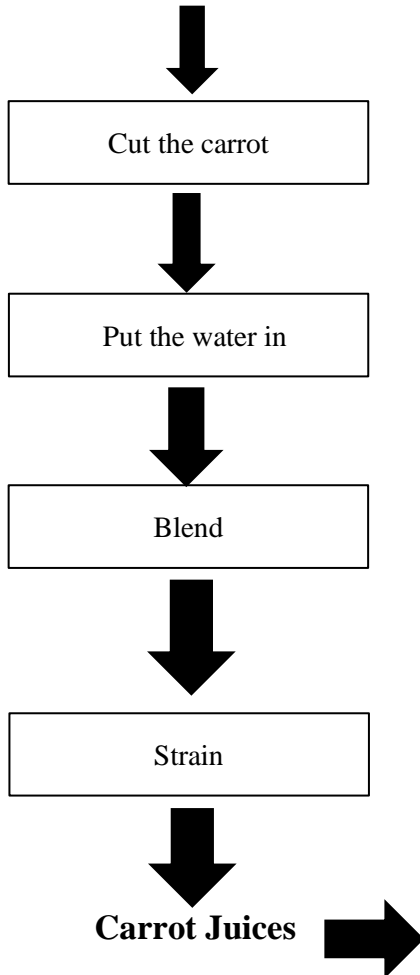 Cut the carrot
Put the water in
Blend
Strain
Carrot Juices